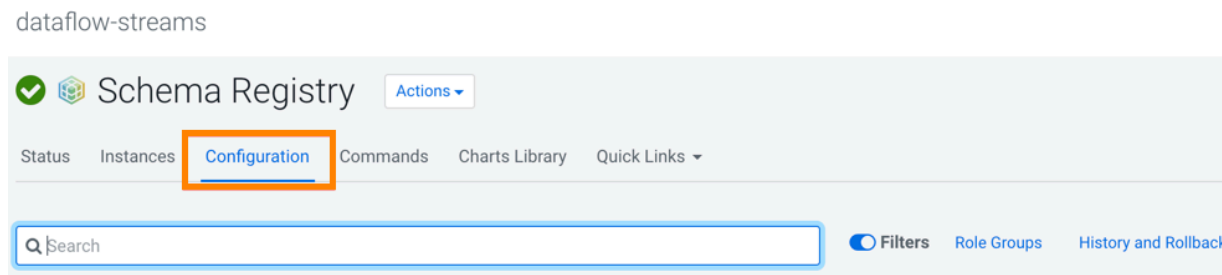 dataflow-streams
Schema Registry Actions
Status Instances Configuration Commands Charts Library Quick Links
Search Filters Role Groups History and Rollback